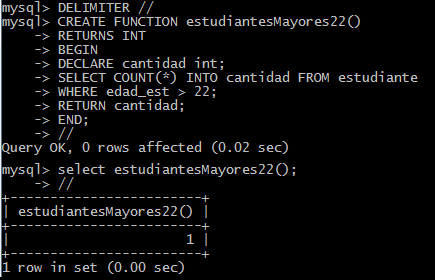 mysql> DELIMITER //
mysql> CREATE FUNCTION estudiantesMayores22()
    -> RETURNS INT
    -> BEGIN
    -> DECLARE cantidad int;
    -> SELECT COUNT(*) INTO cantidad FROM estudiante
    -> WHERE edad_est > 22;
    -> RETURN cantidad;
    -> END;
    -> //
Query OK, 0 rows affected (0.02 sec)
mysql> select estudiantesMayores22();
    -> //
+------------------------+
| estudiantesMayores22() |
+------------------------+
|                      1 |
+------------------------+
1 row in set (0.00 sec)